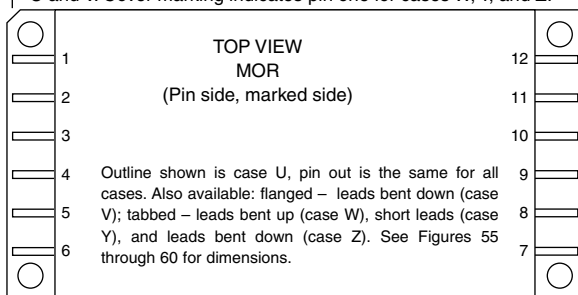 U and V. Cover marking indicates pin one for cases W, Y, and Z.
TOP VIEW
MOR
(Pin side, marked side)
1
2
3
4
5
6
12
11
10
9
8
7
Outline shown is case U, pin out is the same for all
cases. Also available: flanged – leads bent down (case
V); tabbed – leads bent up (case W), short leads (case
Y), and leads bent down (case Z). See Figures 55
through 60 for dimensions.